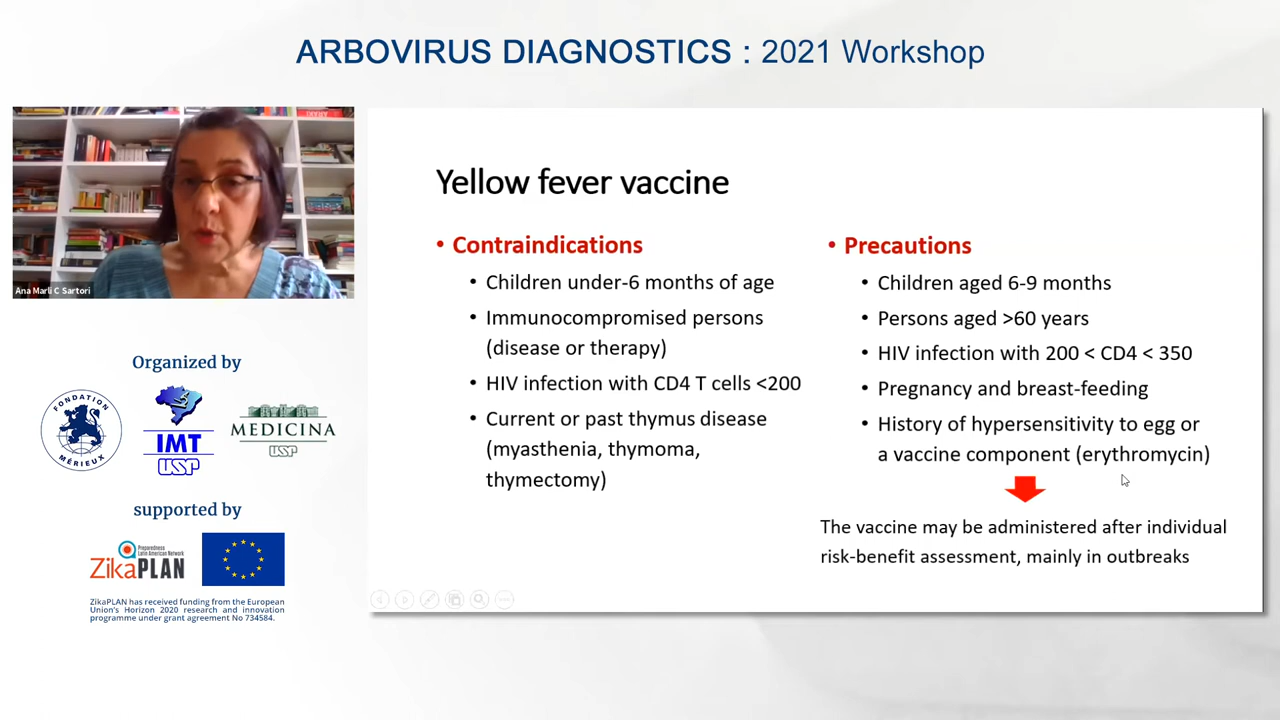 ARBOVIRUS DIAGNOSTICS : 2021 Workshop
Ana Marli C Sartori
Organized by
FONDATION
MÉRIEUX
IMT
USP
MEDICINA
USP
supported by
Preparedness
Latin American Network
ZikaPLAN
ZikaPLAN has received funding from the European
Union's Horizon 2020 research and innovation
programme under grant agreement No 734584.
Yellow fever vaccine
• Contraindications
• Children under-6 months of age
• Immunocompromised persons
(disease or therapy)
• HIV infection with CD4 T cells <200
• Current or past thymus disease
(myasthenia, thymoma,
thymectomy)
• Precautions
• Children aged 6-9 months
• Persons aged >60 years
• HIV infection with 200 < CD4 < 350
• Pregnancy and breast-feeding
• History of hypersensitivity to egg or
a vaccine component (erythromycin)
The vaccine may be administered after individual
risk-benefit assessment, mainly in outbreaks